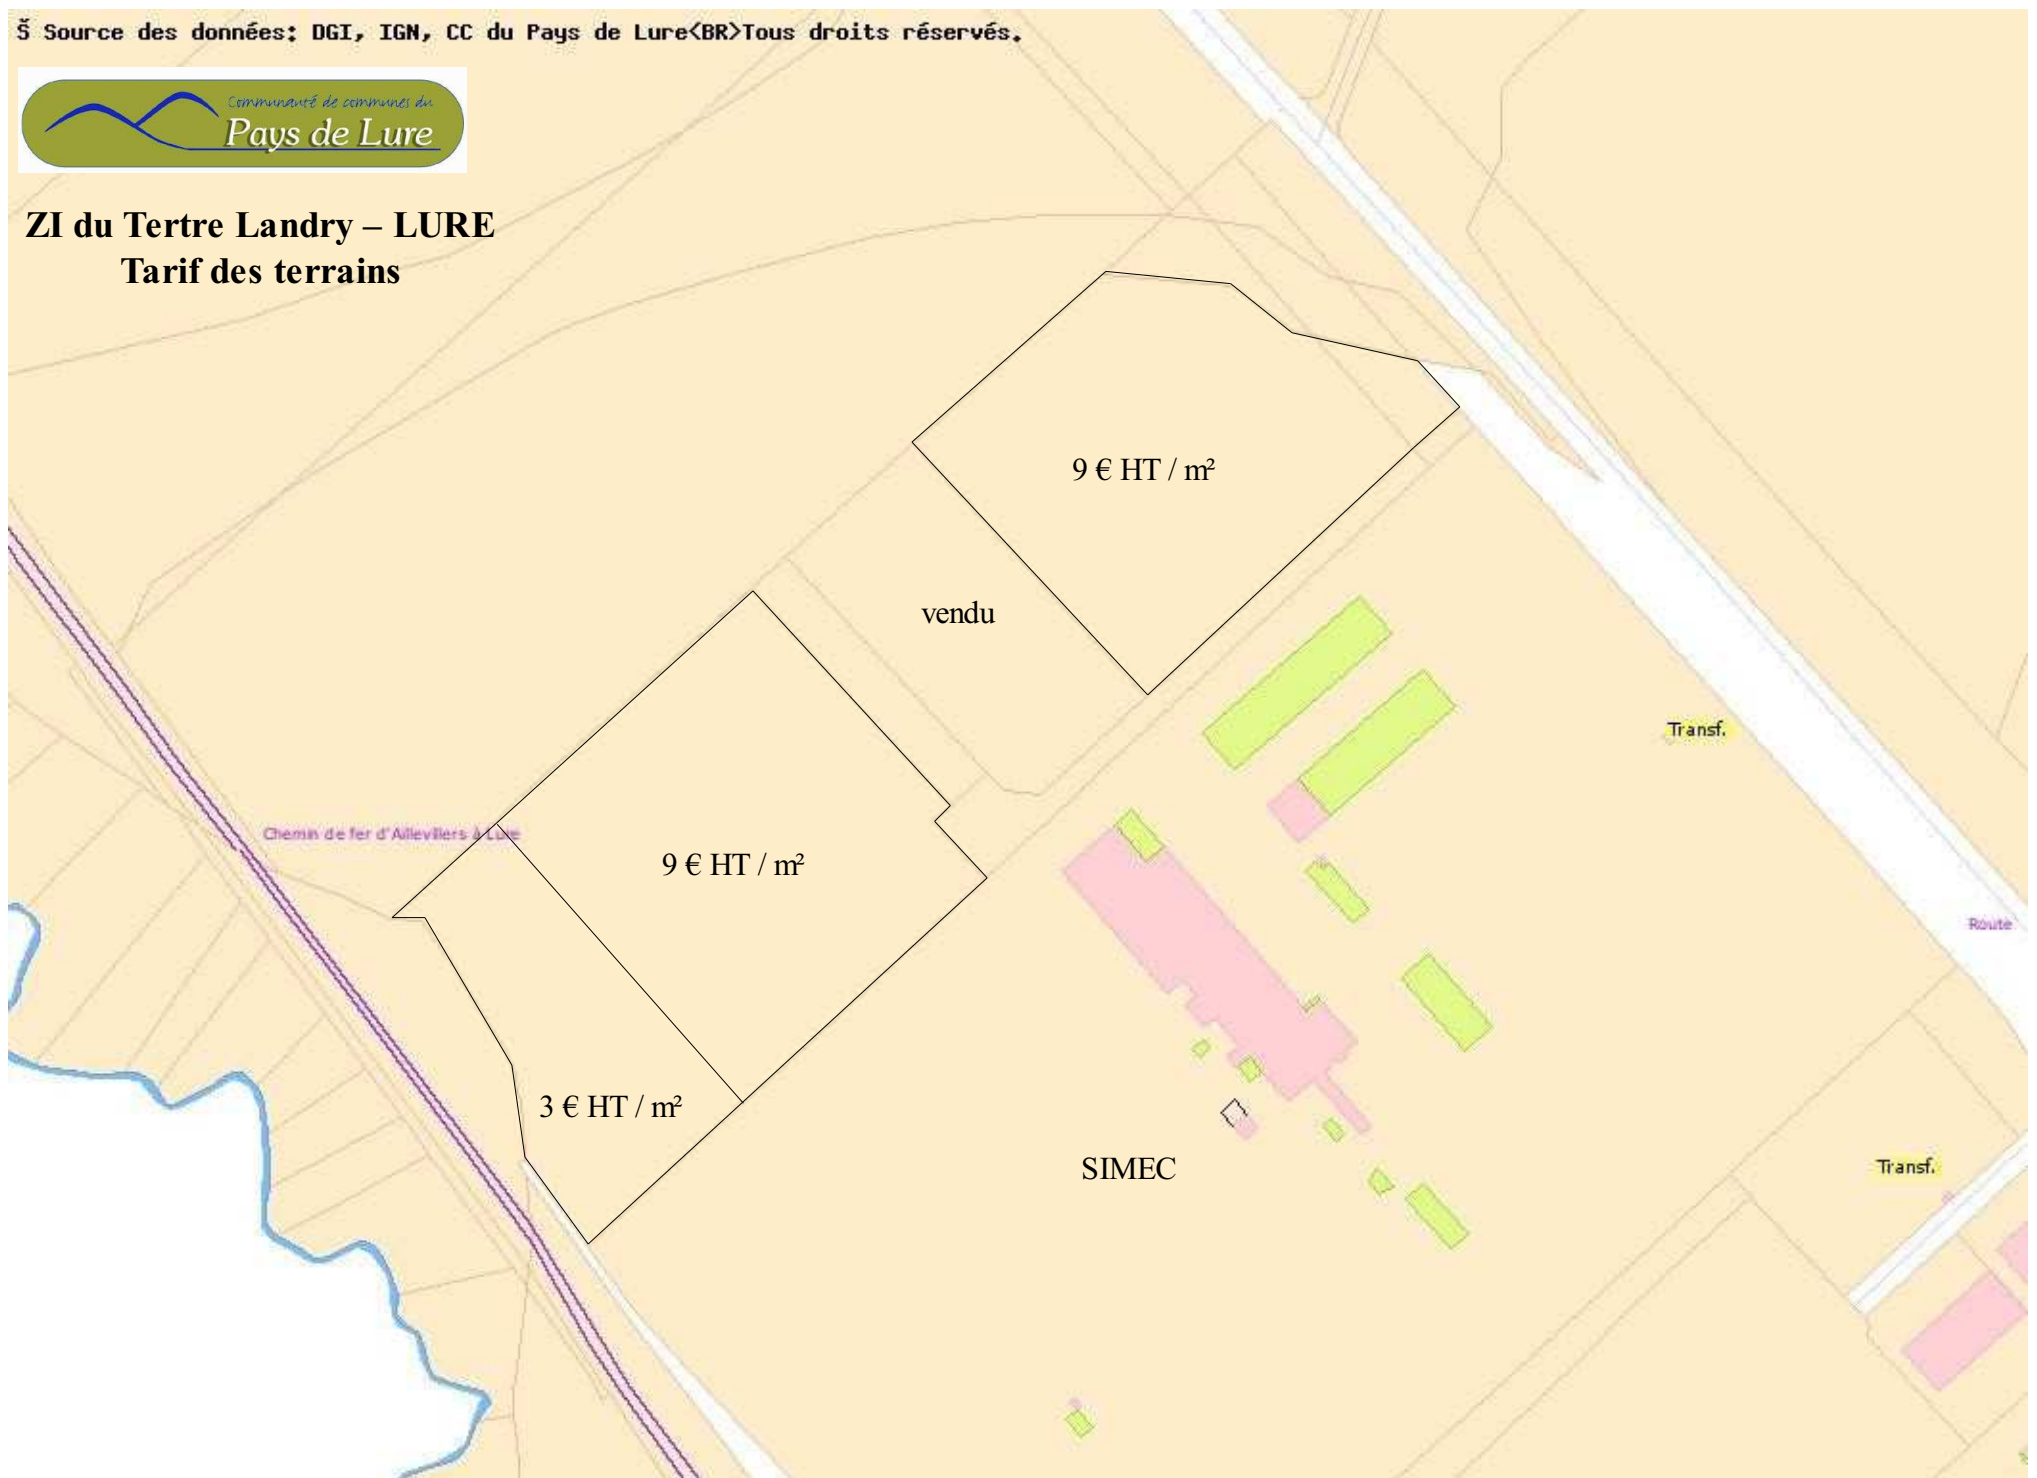 Š Source des données: DGI, IGN, CC du Pays de Lure<BR>Tous droits réservés.
Communauté de communes du
Pays de Lure
ZI du Tertre Landry – LURE
Tarif des terrains
9 € HT / m²
vendu
Transf.
Chemin de fer d'Aillevillers à Lure
9 € HT / m²
Route
3 € HT / m²
SIMEC
Transf.